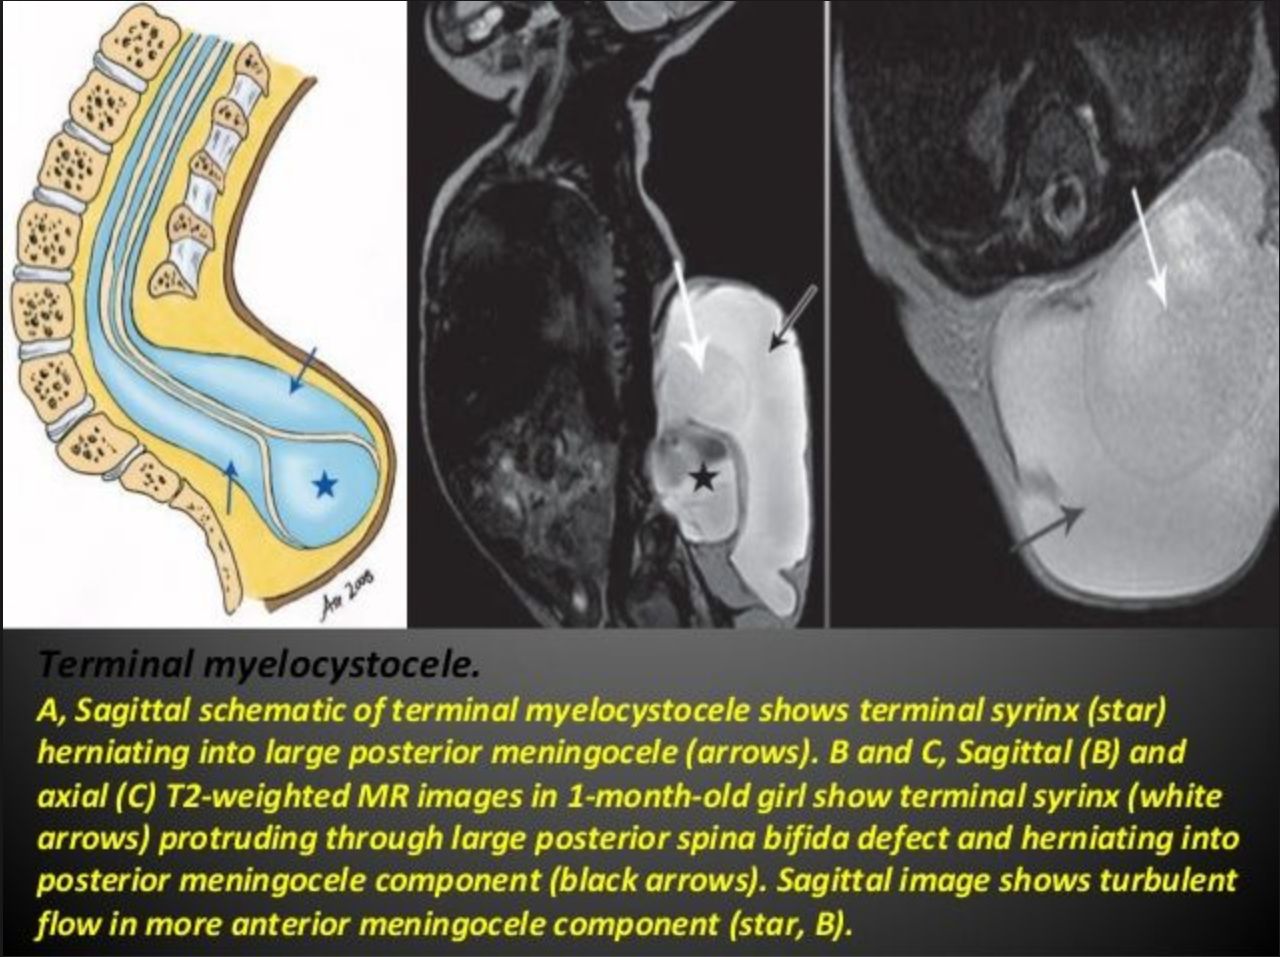 Ase 2008
Terminal myelocystocele.
A, Sagittal schematic of terminal myelocystocele shows terminal syrinx (star)
herniating into large posterior meningocele (arrows). B and C, Sagittal (B) and
axial (C) T2-weighted MR images in 1-month-old girl show terminal syrinx (white
arrows) protruding through large posterior spina bifida defect and herniating into
posterior meningocele component (black arrows). Sagittal image shows turbulent
flow in more anterior meningocele component (star, B).